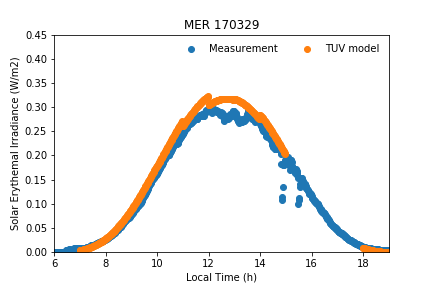 MER 170329
Measurement
TUV model
Solar Erythemal Irradiance (W/m2)
0.45
0.40
0.35
0.30
0.25
0.20
0.15
0.10
0.05
0.00
6 8 10 12 14 16 18
Local Time (h)